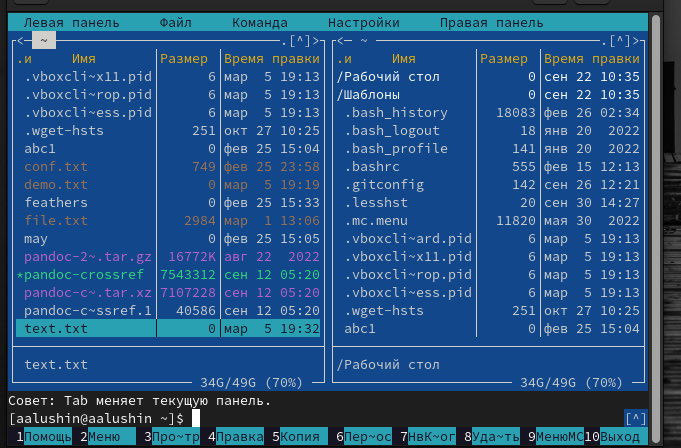 Левая панель Файл Команда Настройки Правая панель
<─ ~ .[^]>
.и Имя Размер Время правки
.vboxcli~x11.pid 6 мар 5 19:13
.vboxcli~rop.pid 6 мар 5 19:13
.vboxcli~ess.pid 6 мар 5 19:13
.wget-hsts 251 окт 27 10:25
abc1 0 фев 25 15:04
conf.txt 749 фев 25 23:58
demo.txt 0 мар 5 19:19
feathers 0 фев 25 15:33
file.txt 2984 мар 1 13:06
may 0 фев 25 15:05
pandoc-2~.tar.gz 16772K авг 22 2022
*pandoc-crossref 7543312 сен 12 05:20
pandoc-c~.tar.xz 7107228 сен 12 05:20
pandoc-c~ssref.1 40586 сен 12 05:20
text.txt 0 мар 5 19:32
text.txt
34G/49G (70%)
<─ ~ .[^]>
.и Имя Размер Время правки
/Рабочий стол 0 сен 22 10:35
/Шаблоны 0 сен 22 10:35
.bash_history 18083 фев 26 02:34
.bash_logout 18 янв 20 2022
.bash_profile 141 янв 20 2022
.bashrc 555 фев 15 12:13
.gitconfig 142 сен 26 12:21
.lesshst 20 сен 30 14:27
.mc.menu 11820 мая 30 2022
.vboxcli~ard.pid 6 мар 5 19:13
.vboxcli~x11.pid 6 мар 5 19:13
.vboxcli~rop.pid 6 мар 5 19:13
.vboxcli~ess.pid 6 мар 5 19:13
.wget-hsts 251 окт 27 10:25
abc1 0 фев 25 15:04
/Рабочий стол
34G/49G (70%)
Совет: Tab меняет текущую панель.
[aalushin@aalushin ~]$ [^]
1Помощь 2Меню 3Про~тр 4Правка 5Копия 6Пер~ос 7НвК~ог 8Уда~ть 9МенюMC 10Выход